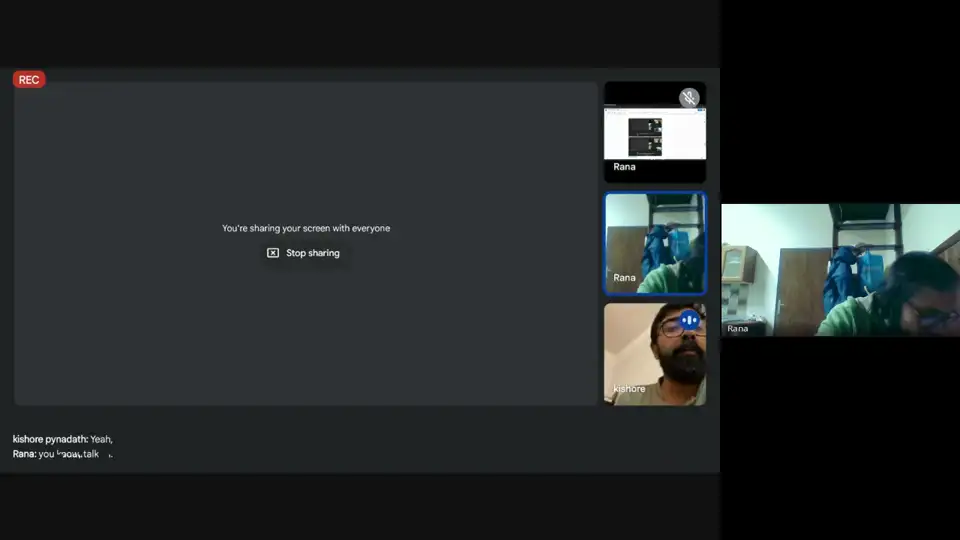 REC
Rana
You're sharing your screen with everyone
Stop sharing
Rana
Rana
kishore
kishore pynadath: Yeah,
Rana: you talk